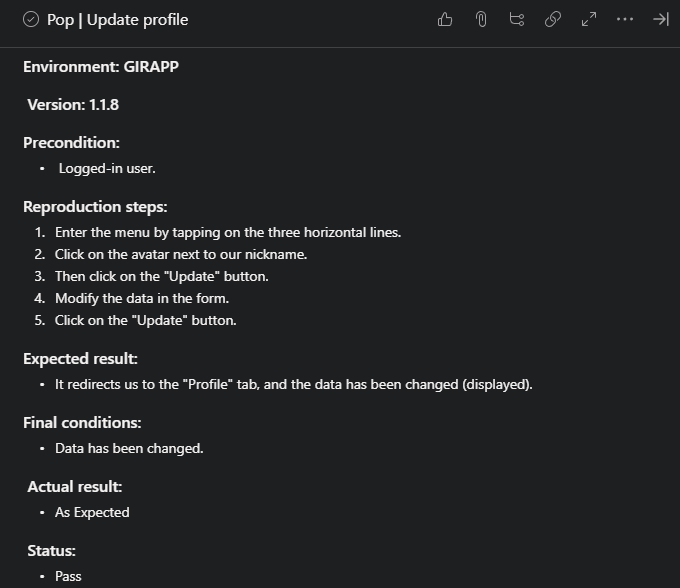 Pop | Update profile
Environment: GIRAPP
Version: 1.1.8
Precondition:
• Logged-in user.
Reproduction steps:
1. Enter the menu by tapping on the three horizontal lines.
2. Click on the avatar next to our nickname.
3. Then click on the "Update" button.
4. Modify the data in the form.
5. Click on the "Update" button.
Expected result:
• It redirects us to the "Profile" tab, and the data has been changed (displayed).
Final conditions:
• Data has been changed.
Actual result:
• As Expected
Status:
• Pass